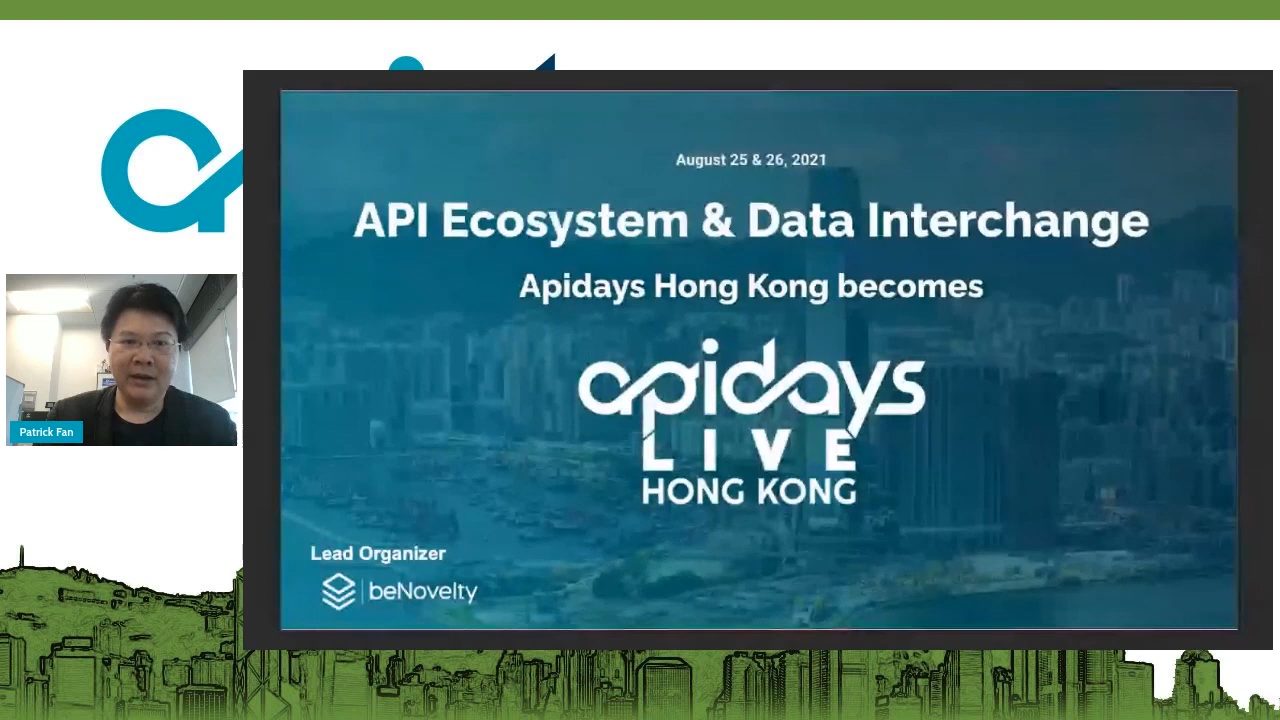 August 25 & 26, 2021
API Ecosystem & Data Interchange
Apidays Hong Kong becomes
apidays
LIVE
HONG KONG
Patrick Fan
Lead Organizer
beNovelty